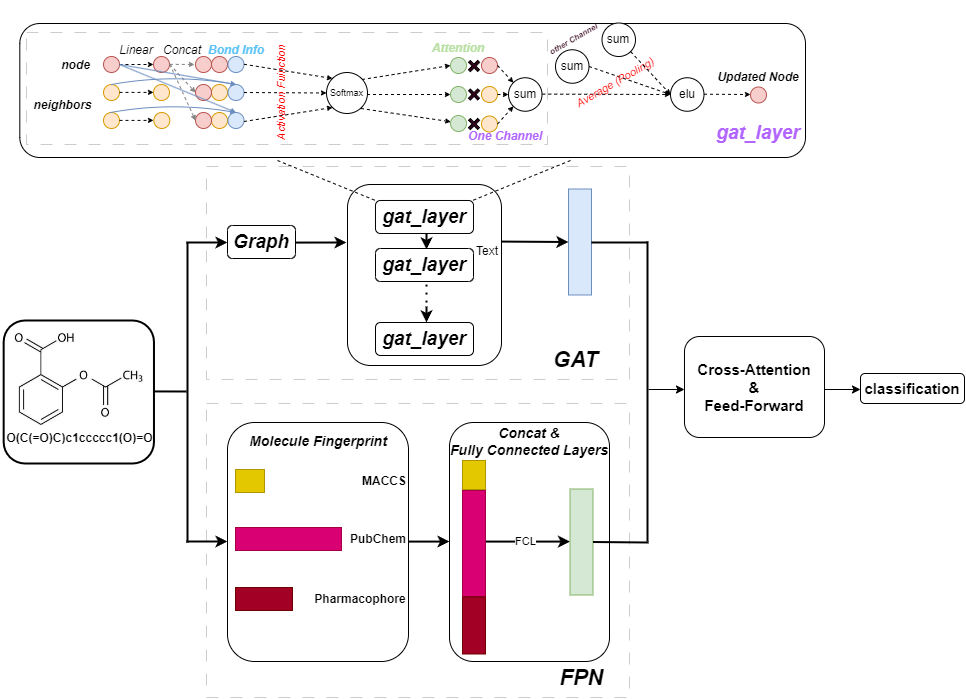 Linear Concat Bond Info
node
neighbors
Activation Function
Softmax
Attention
sum
One Channel
other Channel
sum
sum
Average (Pooling)
elu
Updated Node
gat_layer
Graph
gat_layer
gat_layer
gat_layer
Text
GAT
O
OH
O
CH₃
O
O(C(=O)C)c1ccccc1(O)=O
Cross-Attention
&
Feed-Forward
classification
Molecule Fingerprint
MACCS
PubChem
Pharmacophore
Concat &
Fully Connected Layers
FCL
FPN